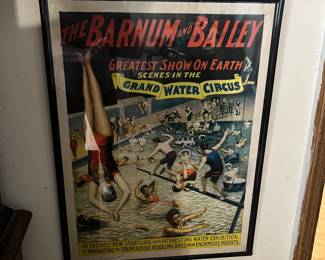 THE BARNUM AND BAILEY
GREATEST SHOW ON EARTH
SCENES IN THE
GRAND WATER CIRCUS
AN ENTIRELY NEW, STARTLING AND INTERESTING WATER EXHIBITION,
TERMINATING IN TREMENDOUS HEADLONG DIVES FROM ENORMOUS HEIGHTS.